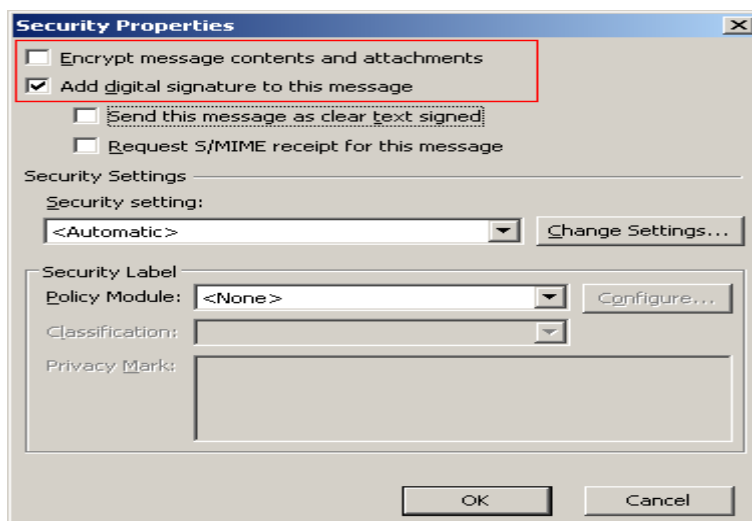 Security Properties
Encrypt message contents and attachments
Add digital signature to this message
Send this message as clear text signed
Request S/MIME receipt for this message
Security Settings
Security setting:
<Automatic>
Change Settings...
Security Label
Policy Module:
<None>
Configure...
Classification:
Privacy Mark:
OK
Cancel